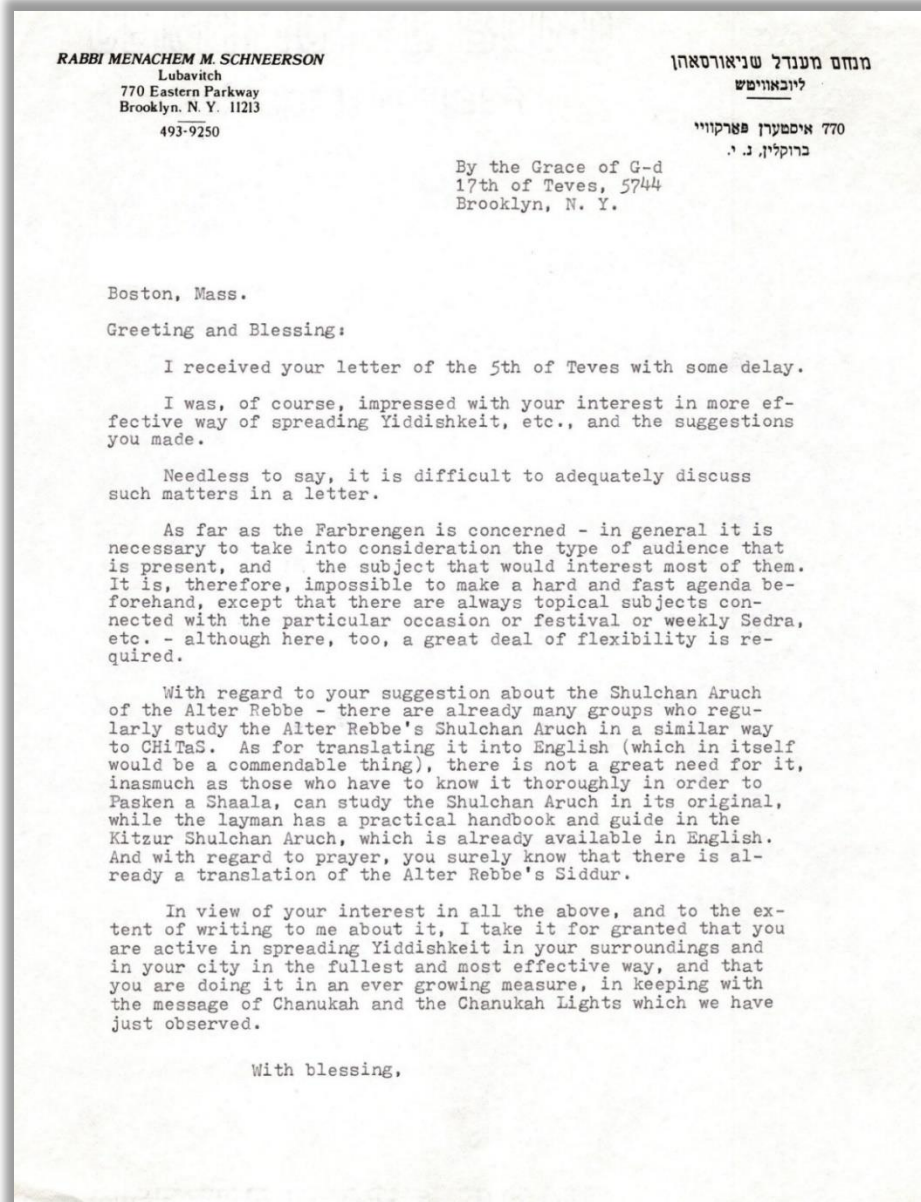 RABBI MENACHEM M. SCHNEERSON
Lubavitch
770 Eastern Parkway
Brooklyn. N. Y. 11213
493-9250
מנחם מענדל שניאורסאהן
ליובאוויטש
770 איסטערן פארקוויי
ברוקלין, נ. י.
By the Grace of G-d
17th of Teves, 5744
Brooklyn, N. Y.
Boston, Mass.
Greeting and Blessing:
I received your letter of the 5th of Teves with some delay.
I was, of course, impressed with your interest in more ef-
fective way of spreading Yiddishkeit, etc., and the suggestions
you made.
Needless to say, it is difficult to adequately discuss
such matters in a letter.
As far as the Farbrengen is concerned - in general it is
necessary to take into consideration the type of audience that
is present, and the subject that would interest most of them.
It is, therefore, impossible to make a hard and fast agenda be-
forehand, except that there are always topical subjects con-
nected with the particular occasion or festival or weekly Sedra,
etc. - although here, too, a great deal of flexibility is re-
quired.
With regard to your suggestion about the Shulchan Aruch
of the Alter Rebbe - there are already many groups who regu-
larly study the Alter Rebbe's Shulchan Aruch in a similar way
to CHiTaS. As for translating it into English (which in itself
would be a commendable thing), there is not a great need for it,
inasmuch as those who have to know it thoroughly in order to
Pasken a Shaala, can study the Shulchan Aruch in its original,
while the layman has a practical handbook and guide in the
Kitzur Shulchan Aruch, which is already available in English.
And with regard to prayer, you surely know that there is al-
ready a translation of the Alter Rebbe's Siddur.
In view of your interest in all the above, and to the ex-
tent of writing to me about it, I take it for granted that you
are active in spreading Yiddishkeit in your surroundings and
in your city in the fullest and most effective way, and that
you are doing it in an ever growing measure, in keeping with
the message of Chanukah and the Chanukah Lights which we have
just observed.
With blessing,